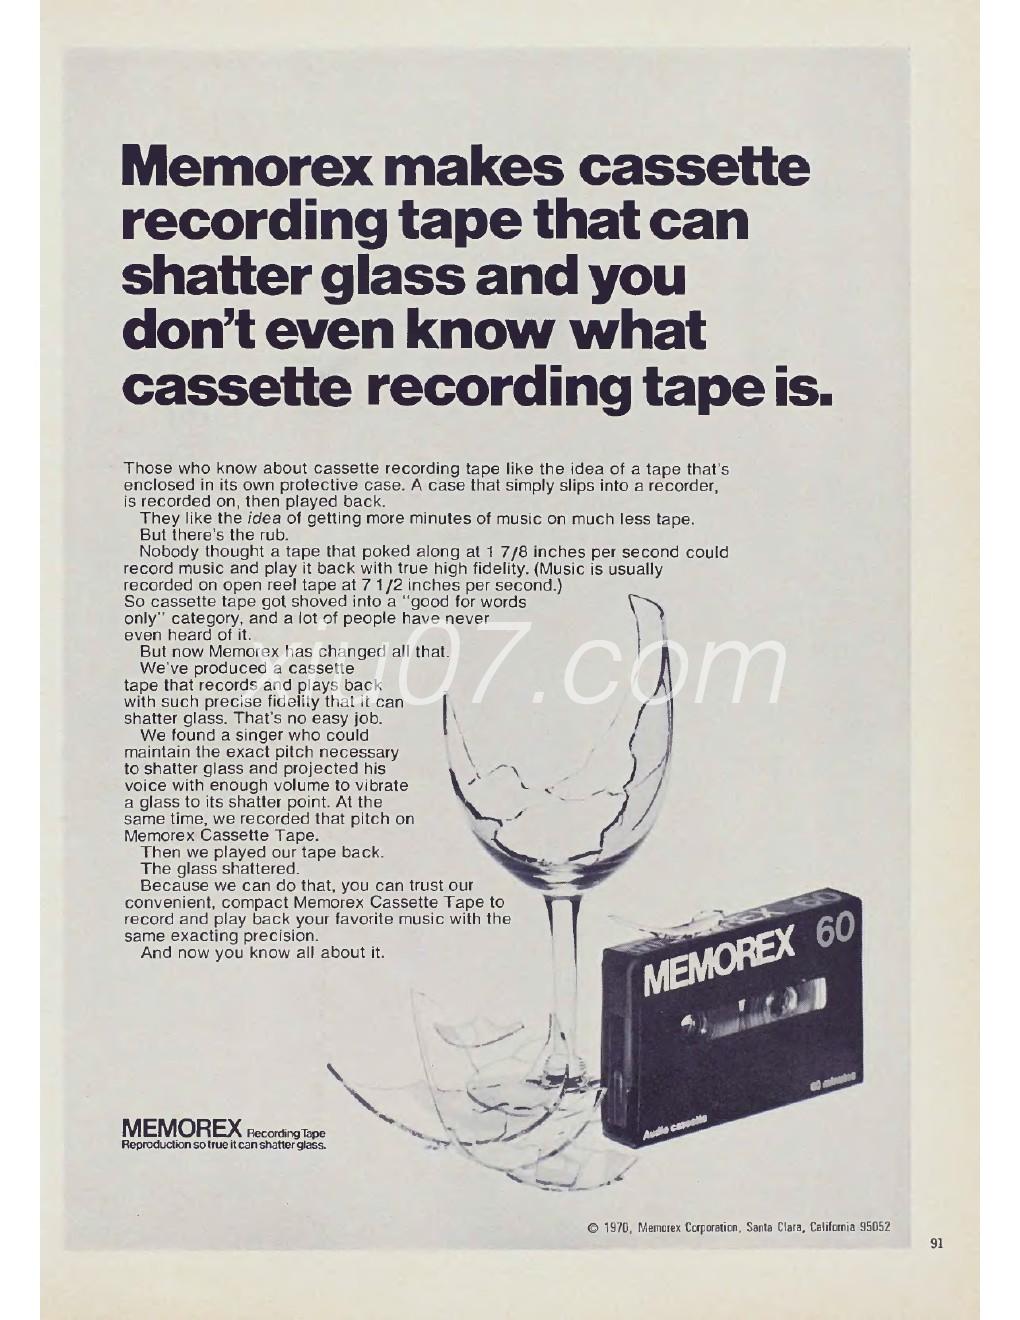 Memorex makes cassette
recording tape that can
shatter glass and you
don't even know what
cassette recording tape is.
Those who know about cassette recording tape like the idea of a tape that's
enclosed in its own protective case. A case that simply slips into a recorder,
is recorded on, then played back.
They like the idea of getting more minutes of music on much less tape.
But there's the rub.
Nobody thought a tape that poked along at 1 7/8 inches per second could
record music and play it back with true high fidelity. (Music is usually
recorded on open reel tape at 7 1/2 inches per second.)
So cassette tape got shoved into a "good for words
only" category, and a lot of people have never
even heard of it.
But now Memorex has changed all that.
We've produced a cassette
tape that records and plays back
with such precise fidelity that it can
shatter glass. That's no easy job.
We found a singer who could
maintain the exact pitch necessary
to shatter glass and projected his
voice with enough volume to vibrate
a glass to its shatter point. At the
same time, we recorded that pitch on
Memorex Cassette Tape.
Then we played our tape back.
The glass shattered.
Because we can do that, you can trust our
convenient, compact Memorex Cassette Tape to
record and play back your favorite music with the
same exacting precision.
And now you know all about it.
xiu07.com
MEMOREX 60
MEMOREX 60
60 minutes
Audio cassette
MEMOREX Recording Tape
Reproduction so true it can shatter glass.
© 1970, Memorex Corporation, Santa Clara, California 95052
91